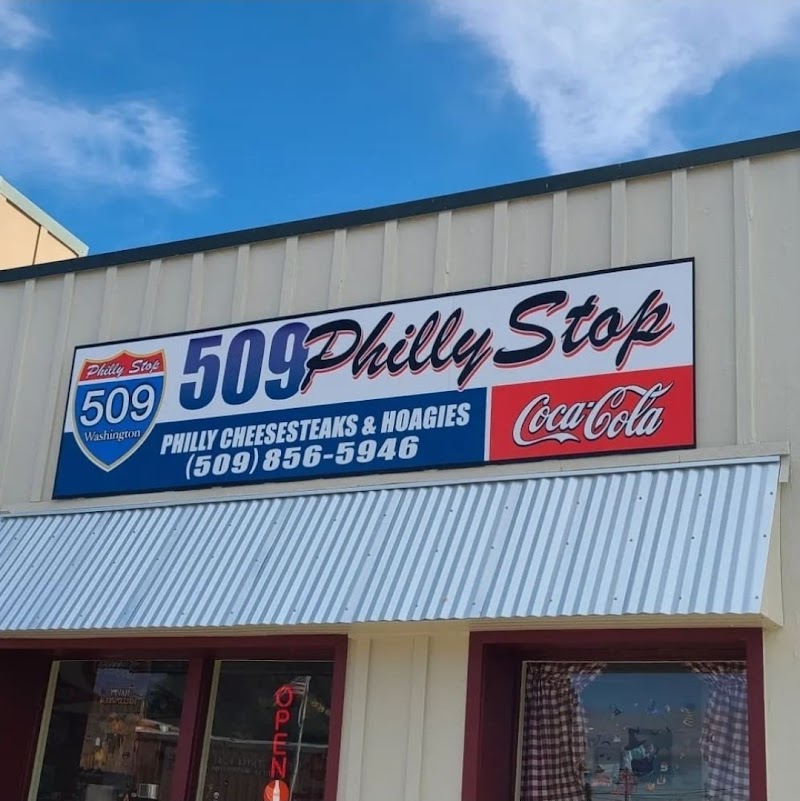 509 Philly Stop
Philly Stop
509
Washington
PHILLY CHEESESTEAKS & HOAGIES
(509) 856-5946
Coca-Cola
OPEN